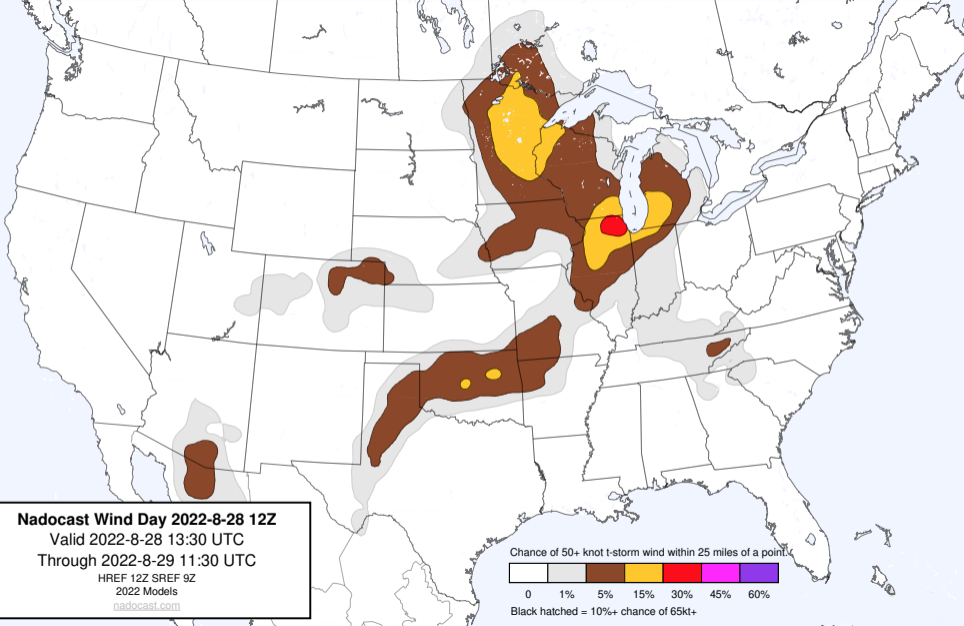 Nadocast Wind Day 2022-8-28 12Z
Valid 2022-8-28 13:30 UTC
Through 2022-8-29 11:30 UTC
HREF 12Z SREF 9Z
2022 Models
nadocast.com
Chance of 50+ knot t-storm wind within 25 miles of a point.
0 1% 5% 15% 30% 45% 60%
Black hatched = 10%+ chance of 65kt+